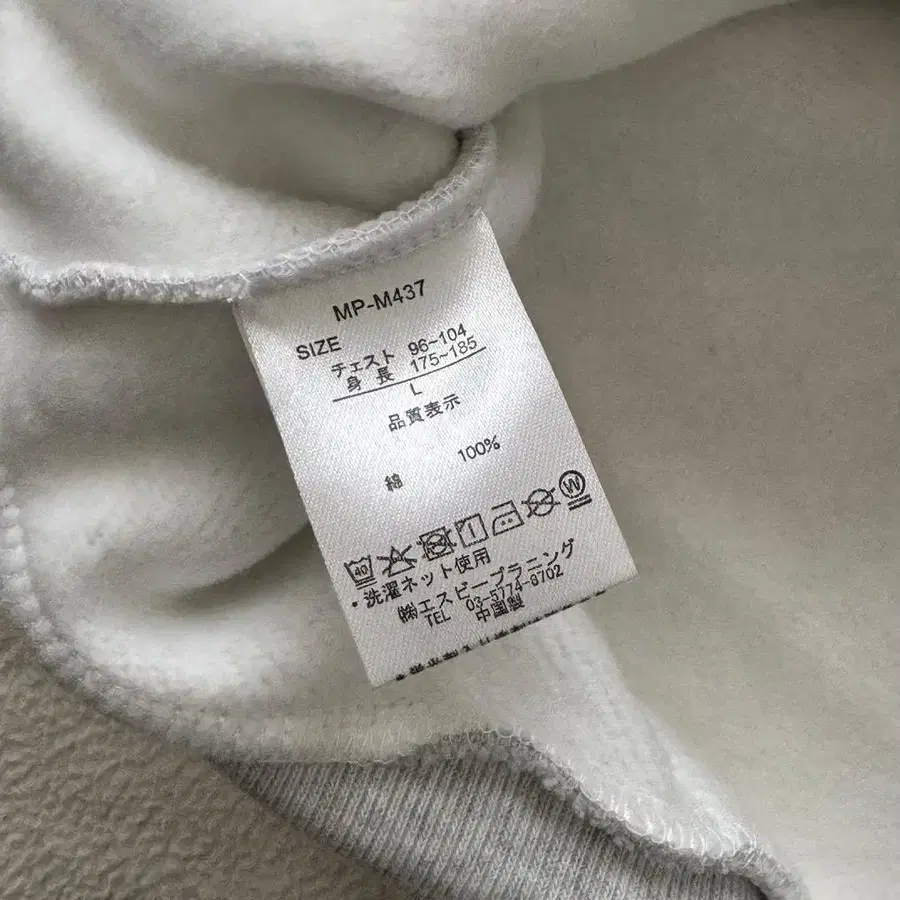 MP-M437
SIZE
チェスト 96~104
身長 175~185
L
品質表示
綿 100%
40 W
・洗濯ネット使用
㈱エスビープラニング
TEL 03-5774-8702
中国製